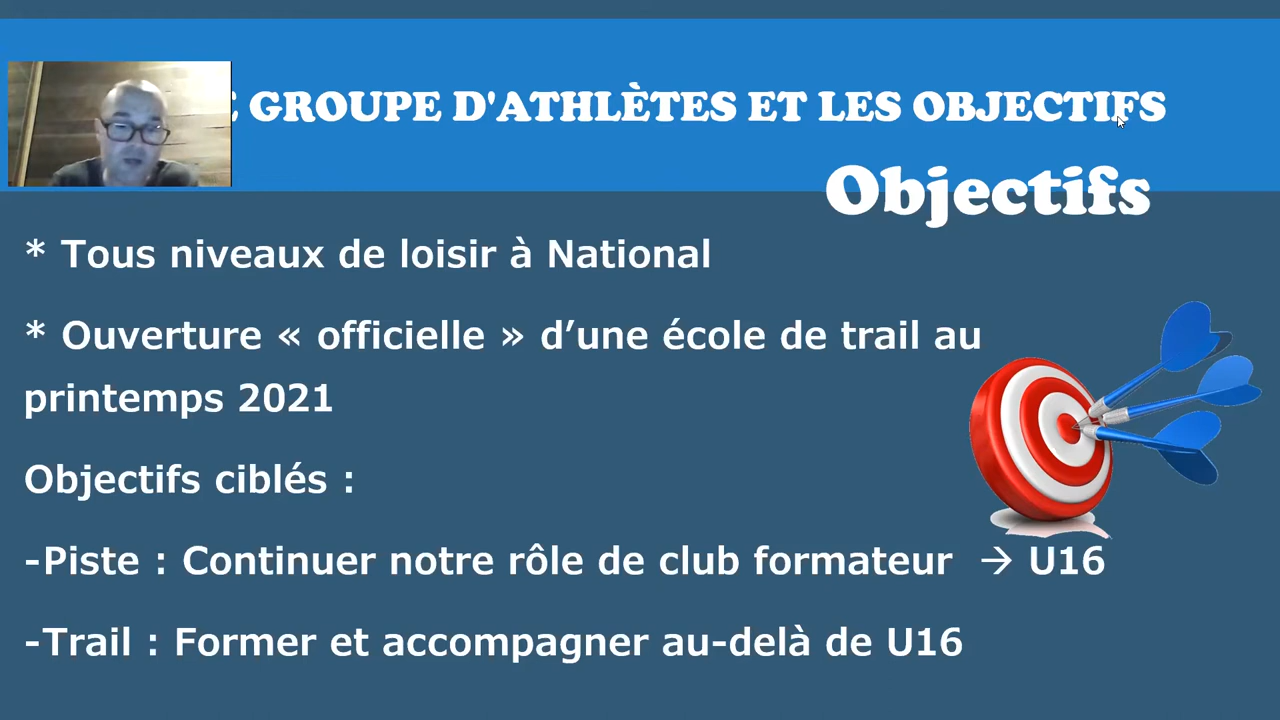 GROUPE D'ATHLÈTES ET LES OBJECTIFS
Objectifs
* Tous niveaux de loisir à National
* Ouverture « officielle » d’une école de trail au
printemps 2021
Objectifs ciblés :
-Piste : Continuer notre rôle de club formateur → U16
-Trail : Former et accompagner au-delà de U16